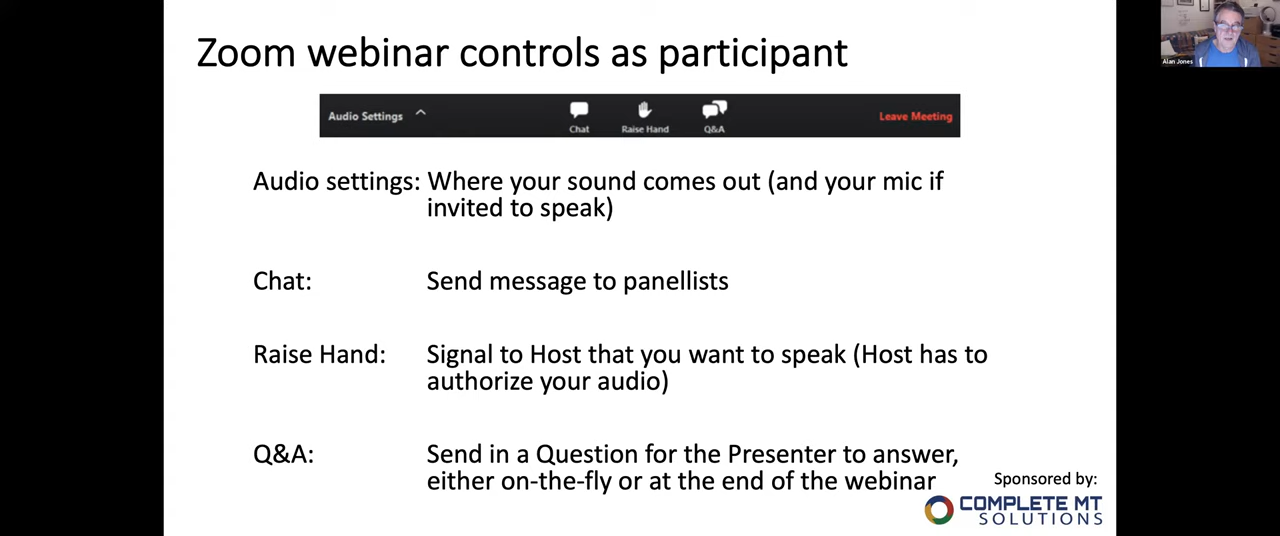 Zoom webinar controls as participant
Alan Jones
Audio Settings
Chat
Raise Hand
Q&A
Leave Meeting
Audio settings: Where your sound comes out (and your mic if
invited to speak)
Chat: Send message to panellists
Raise Hand: Signal to Host that you want to speak (Host has to
authorize your audio)
Q&A: Send in a Question for the Presenter to answer,
either on-the-fly or at the end of the webinar
Sponsored by:
COMPLETE MT
SOLUTIONS